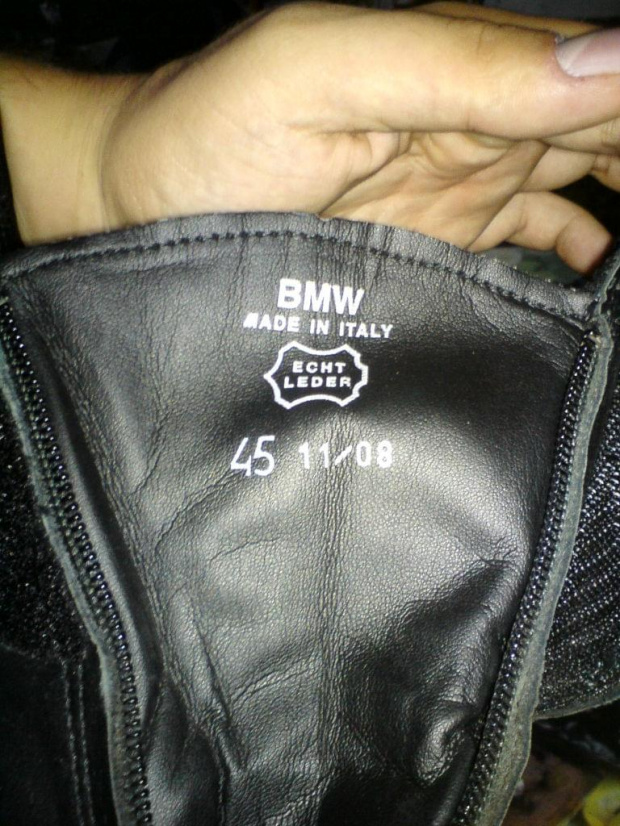 BMW
MADE IN ITALY
ECHT
LEDER
45 11/08